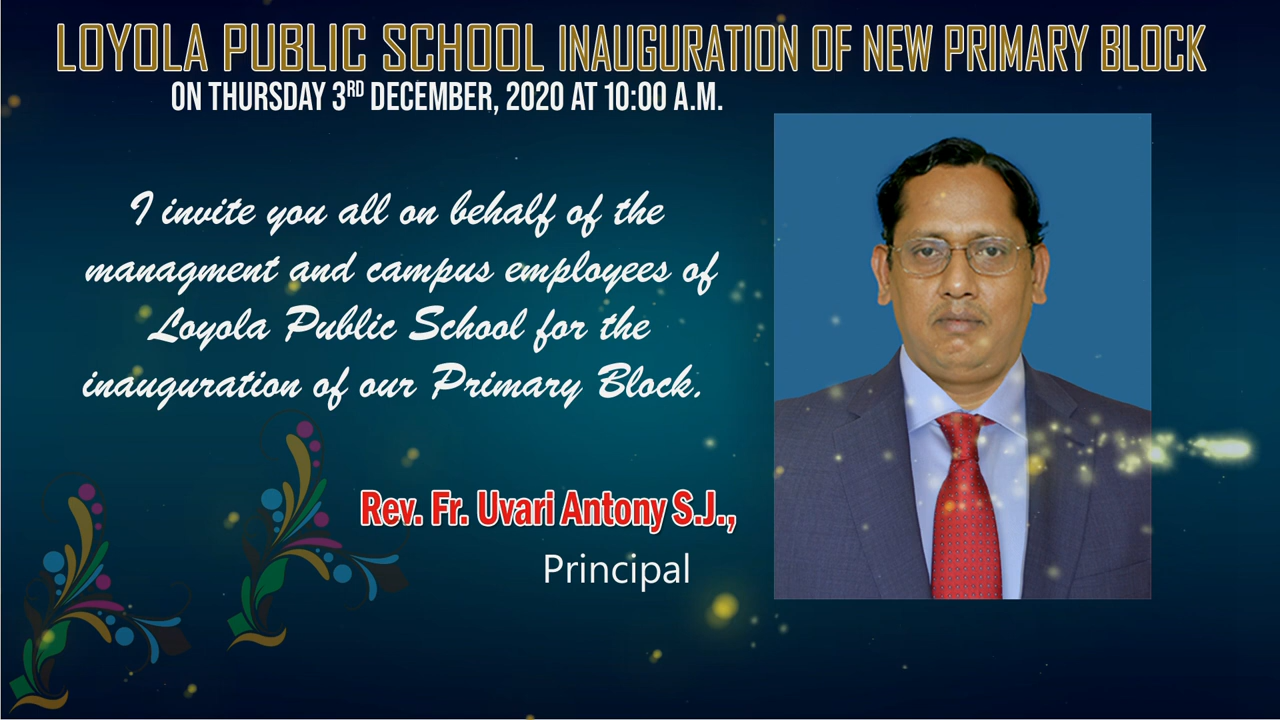 LOYOLA PUBLIC SCHOOL INAUGURATION OF NEW PRIMARY BLOCK
ON THURSDAY 3RD DECEMBER, 2020 AT 10:00 A.M.
I invite you all on behalf of the
managment and campus employees of
Loyola Public School for the
inauguration of our Primary Block.
Rev. Fr. Uvari Antony S.J.,
Principal